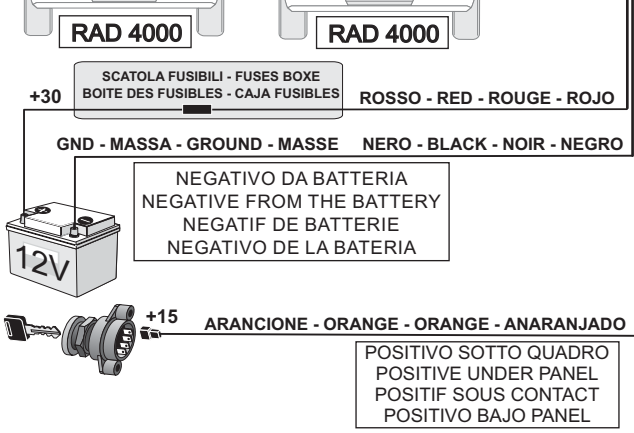 RAD 4000
RAD 4000
SCATOLA FUSIBILI - FUSES BOXE
BOITE DES FUSIBLES - CAJA FUSIBLES
+30
ROSSO - RED - ROUGE - ROJO
GND - MASSA - GROUND - MASSE
NERO - BLACK - NOIR - NEGRO
NEGATIVO DA BATTERIA
NEGATIVE FROM THE BATTERY
NEGATIF DE BATTERIE
NEGATIVO DE LA BATERIA
12V
+15
ARANCIONE - ORANGE - ORANGE - ANARANJADO
POSITIVO SOTTO QUADRO
POSITIVE UNDER PANEL
POSITIF SOUS CONTACT
POSITIVO BAJO PANEL